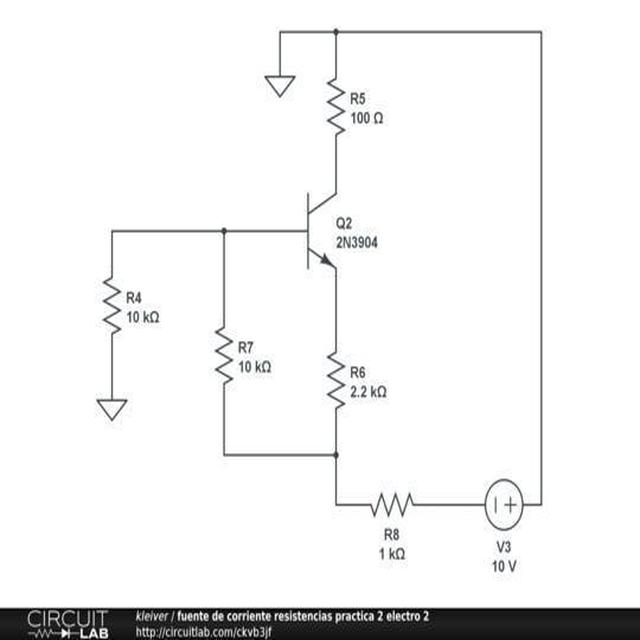 R5
100 Ω
Q2
2N3904
R4
10 kΩ
R7
10 kΩ
R6
2.2 kΩ
R8
1 kΩ
V3
10 V
CIRCUIT LAB
kleiver / fuente de corriente resistencias practica 2 electro 2
http://circuitlab.com/ckvb3jf